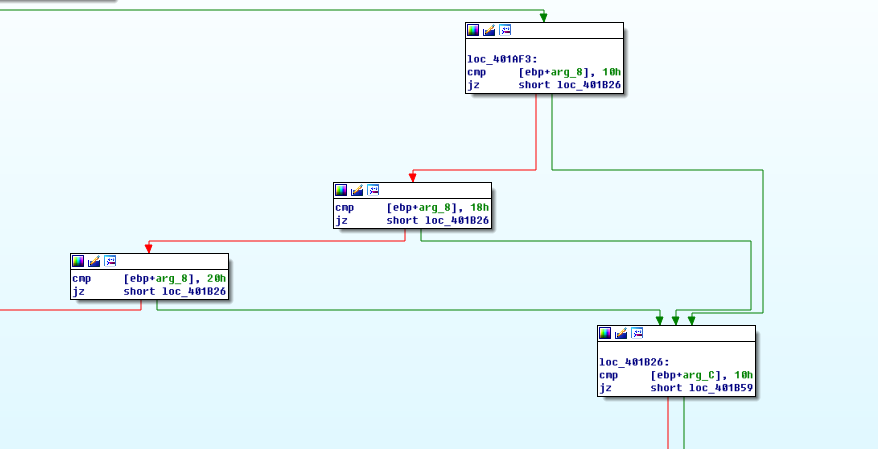 loc_401AF3:
cmp [ebp+arg_8], 10h
jz short loc_401B26
cmp [ebp+arg_8], 18h
jz short loc_401B26
cmp [ebp+arg_8], 20h
jz short loc_401B26
loc_401B26:
cmp [ebp+arg_C], 10h
jz short loc_401B59